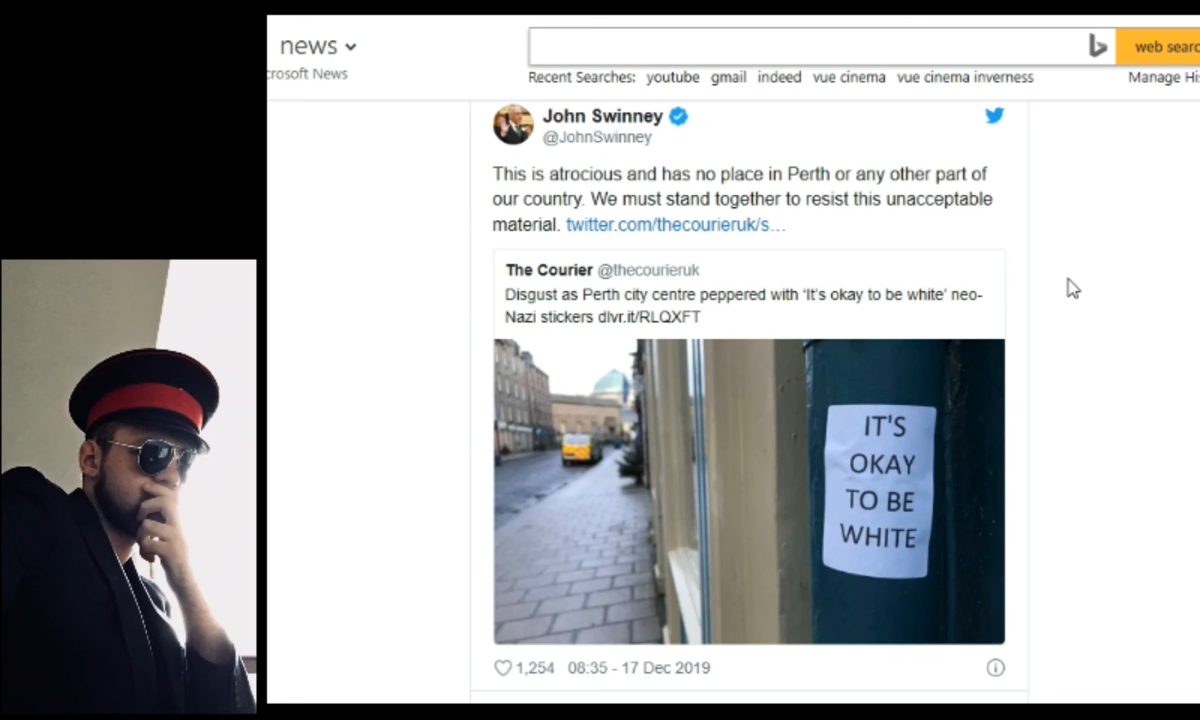 news
crosoft News
web searc
Recent Searches: youtube gmail indeed vue cinema vue cinema inverness
Manage His
John Swinney
@JohnSwinney
This is atrocious and has no place in Perth or any other part of
our country. We must stand together to resist this unacceptable
material. twitter.com/thecourieruk/s...
The Courier @thecourieruk
Disgust as Perth city centre peppered with 'It's okay to be white' neo-
Nazi stickers dlvr.it/RLQXFT
IT'S
OKAY
TO BE
WHITE
1,254 08:35 - 17 Dec 2019